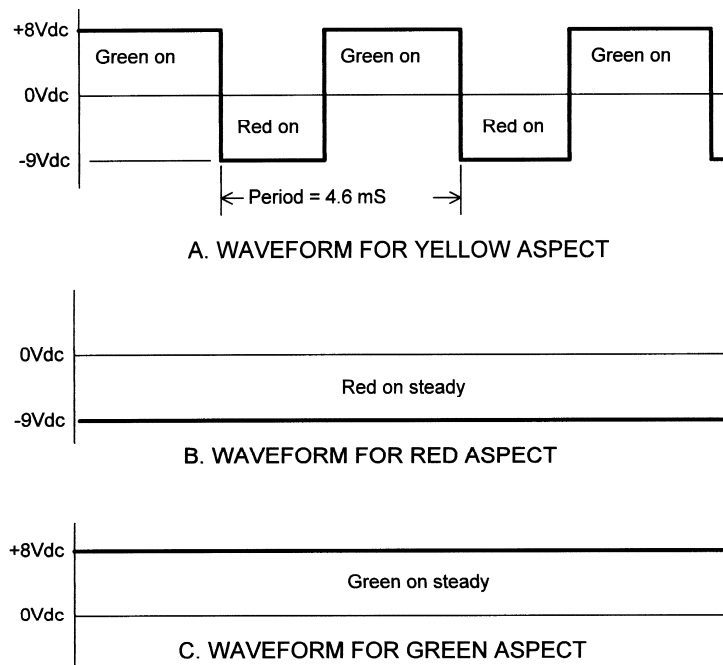 +8Vdc
Green on
Green on
Green on
0Vdc
Red on
Red on
-9Vdc
Period = 4.6 mS
A. WAVEFORM FOR YELLOW ASPECT
0Vdc
Red on steady
-9Vdc
B. WAVEFORM FOR RED ASPECT
+8Vdc
Green on steady
0Vdc
C. WAVEFORM FOR GREEN ASPECT